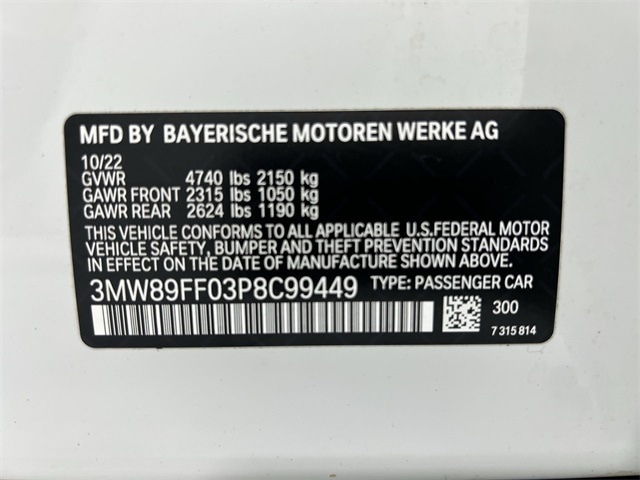 MFD BY BAYERISCHE MOTOREN WERKE AG
10/22
GVWR 4740 lbs 2150 kg
GAWR FRONT 2315 lbs 1050 kg
GAWR REAR 2624 lbs 1190 kg
THIS VEHICLE CONFORMS TO ALL APPLICABLE U.S.FEDERAL MOTOR
VEHICLE SAFETY, BUMPER AND THEFT PREVENTION STANDARDS
IN EFFECT ON THE DATE OF MANUFACTURE SHOWN ABOVE.
3MW89FF03P8C99449 TYPE: PASSENGER CAR
300
7 315 814